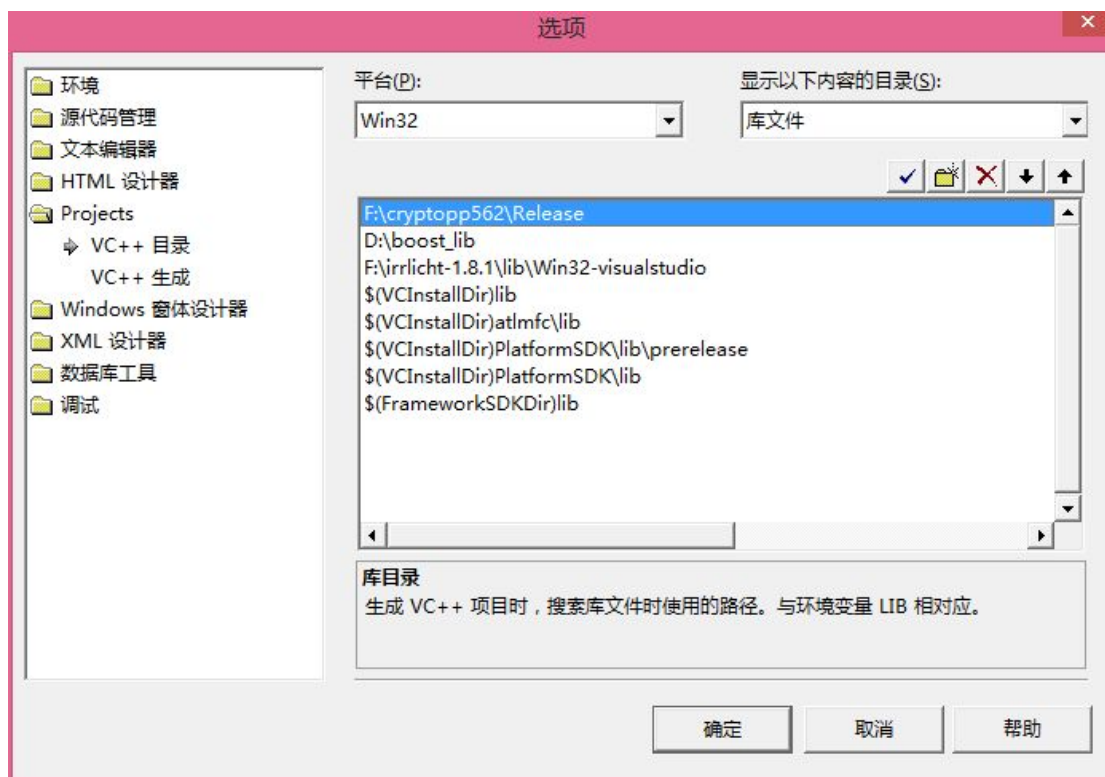 选项
环境
源代码管理
文本编辑器
HTML 设计器
Projects
VC++ 目录
VC++ 生成
Windows 窗体设计器
XML 设计器
数据库工具
调试
平台(P):
Win32
显示以下内容的目录(S):
库文件
F:\cryptopp562\Release
D:\boost_lib
F:\irrlicht-1.8.1\lib\Win32-visualstudio
$(VCInstallDir)lib
$(VCInstallDir)atlmfc\lib
$(VCInstallDir)PlatformSDK\lib\prerelease
$(VCInstallDir)PlatformSDK\lib
$(FrameworkSDKDir)lib
库目录
生成 VC++ 项目时，搜索库文件时使用的路径。与环境变量 LIB 相对应。
确定
取消
帮助